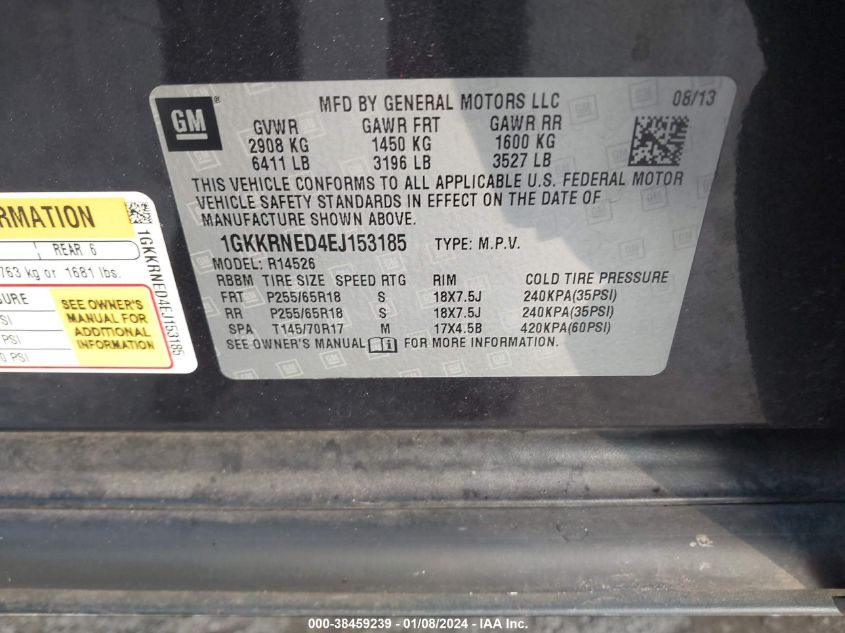 GM®
MFD BY GENERAL MOTORS LLC 08/13
GVWR GAWR FRT GAWR RR
2908 KG 1450 KG 1600 KG
6411 LB 3196 LB 3527 LB
THIS VEHICLE CONFORMS TO ALL APPLICABLE U.S. FEDERAL MOTOR
VEHICLE SAFETY STANDARDS IN EFFECT ON THE DATE OF
MANUFACTURE SHOWN ABOVE.
1GKKRNED4EJ153185 TYPE: M.P.V.
MODEL: R14526
RBBM TIRE SIZE SPEED RTG RIM COLD TIRE PRESSURE
FRT P255/65R18 S 18X7.5J 240KPA(35PSI)
RR P255/65R18 S 18X7.5J 240KPA(35PSI)
SPA T145/70R17 M 17X4.5B 420KPA(60PSI)
SEE OWNER'S MANUAL FOR MORE INFORMATION.
REAR 6
763 kg or 1681 lbs.
SEE OWNER'S
MANUAL FOR
ADDITIONAL
INFORMATION
PSI
1GKKRNED4EJ153185
000-38459239 - 01/08/2024 - IAA Inc.